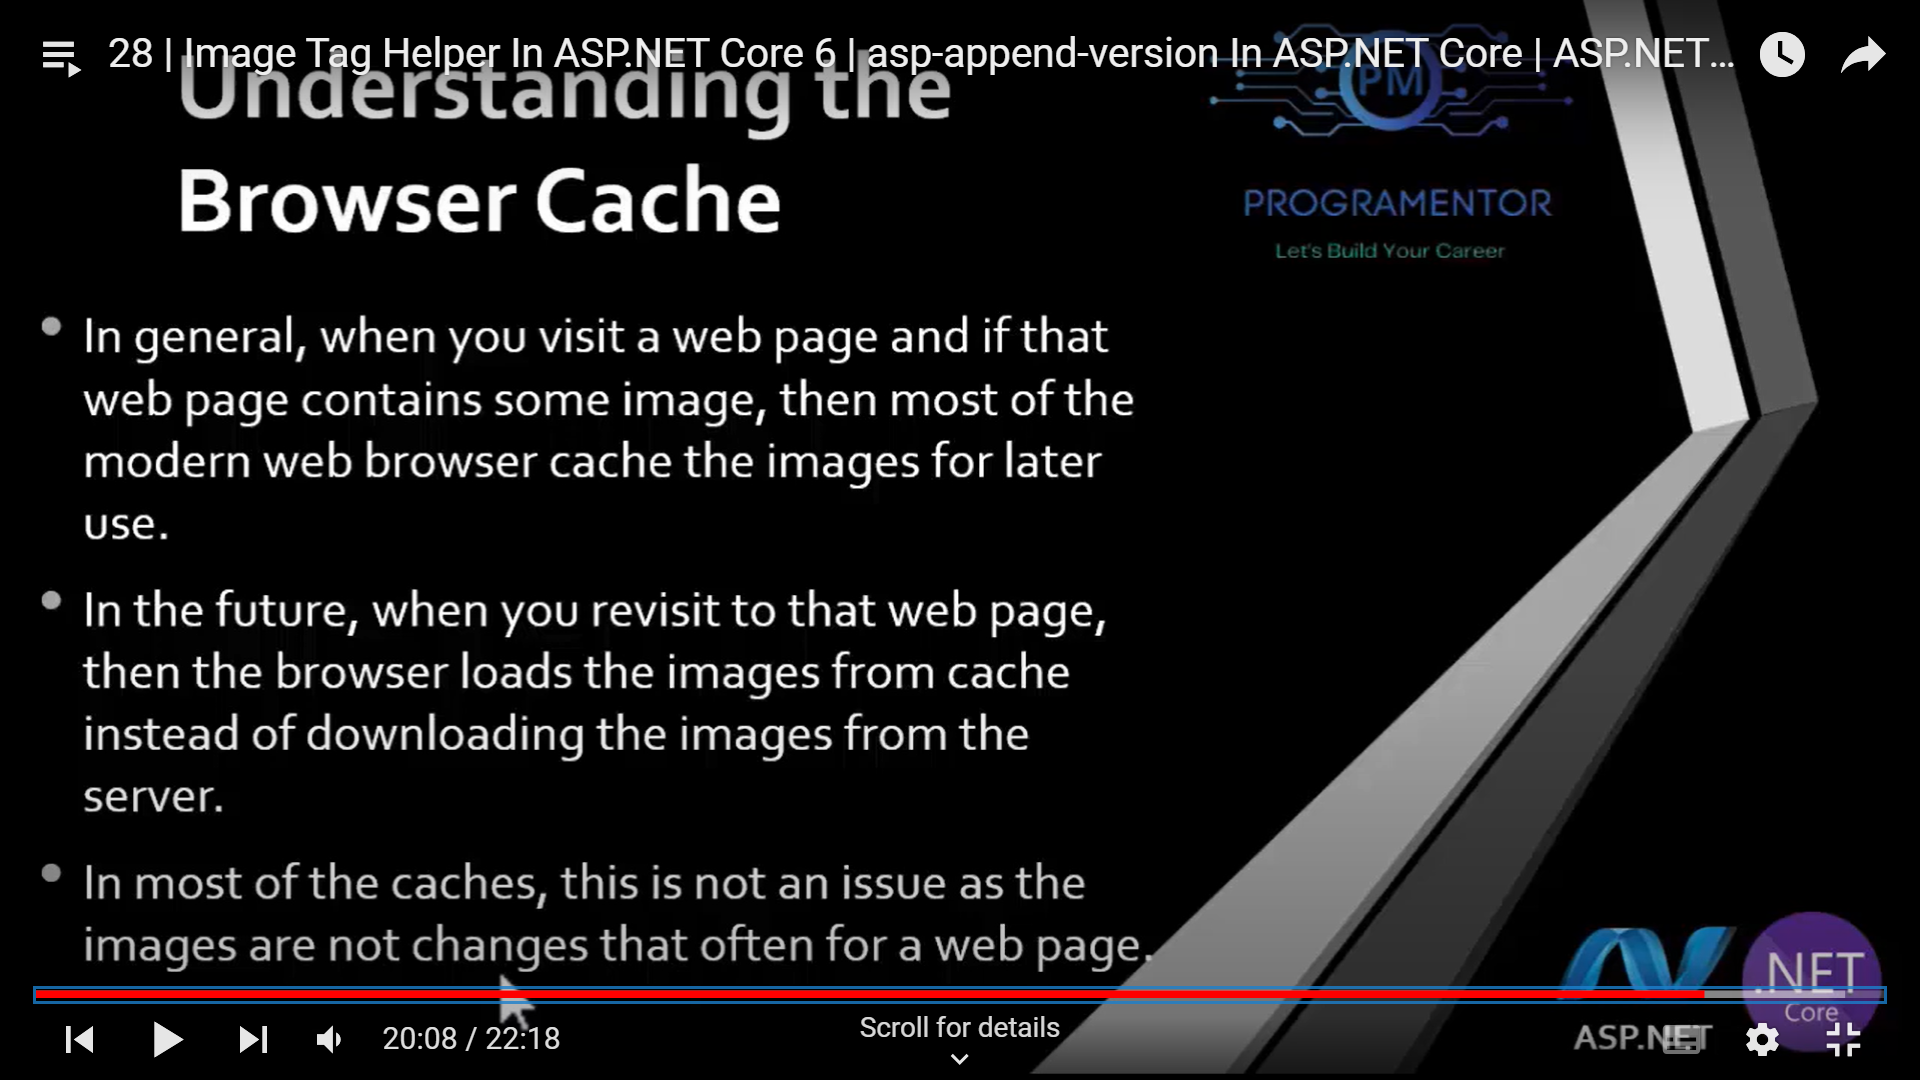 28 | Image Tag Helper In ASP.NET Core 6 | asp-append-version In ASP.NET Core | ASP.NET...
Understanding the
Browser Cache
PM
PROGRAMENTOR
Let's Build Your Career
In general, when you visit a web page and if that
web page contains some image, then most of the
modern web browser cache the images for later
use.
In the future, when you revisit to that web page,
then the browser loads the images from cache
instead of downloading the images from the
server.
In most of the caches, this is not an issue as the
images are not changes that often for a web page.
.NET
Core
ASP.NET
20:08 / 22:18
Scroll for details